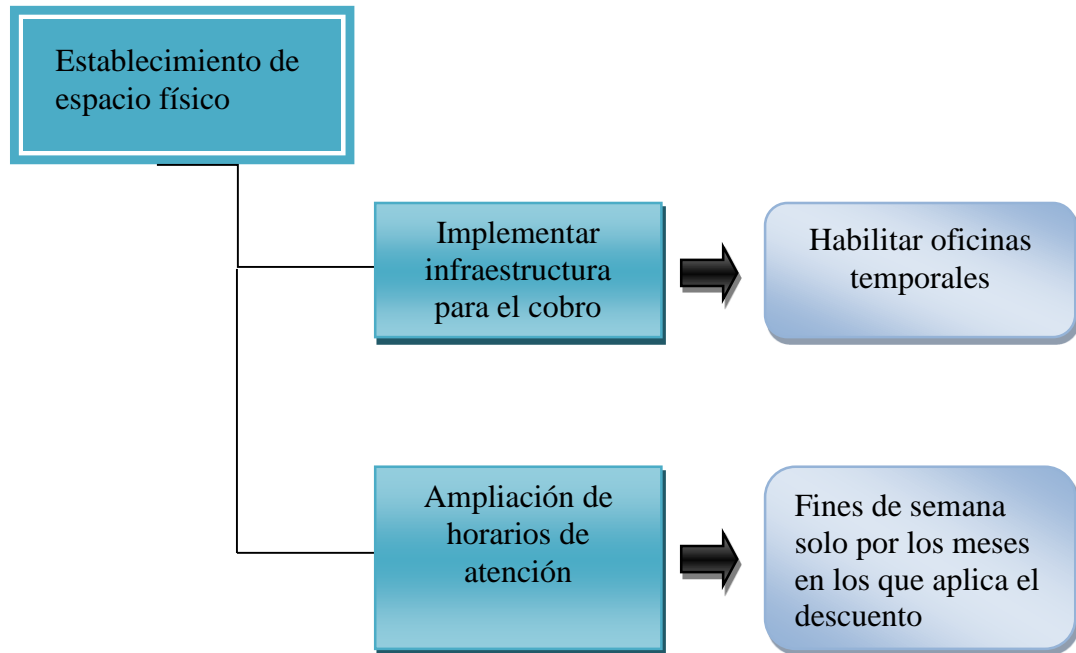 Establecimiento de
espacio físico
Implementar
infraestructura
para el cobro
Habilitar oficinas
temporales
Ampliación de
horarios de
atención
Fines de semana
solo por los meses
en los que aplica el
descuento